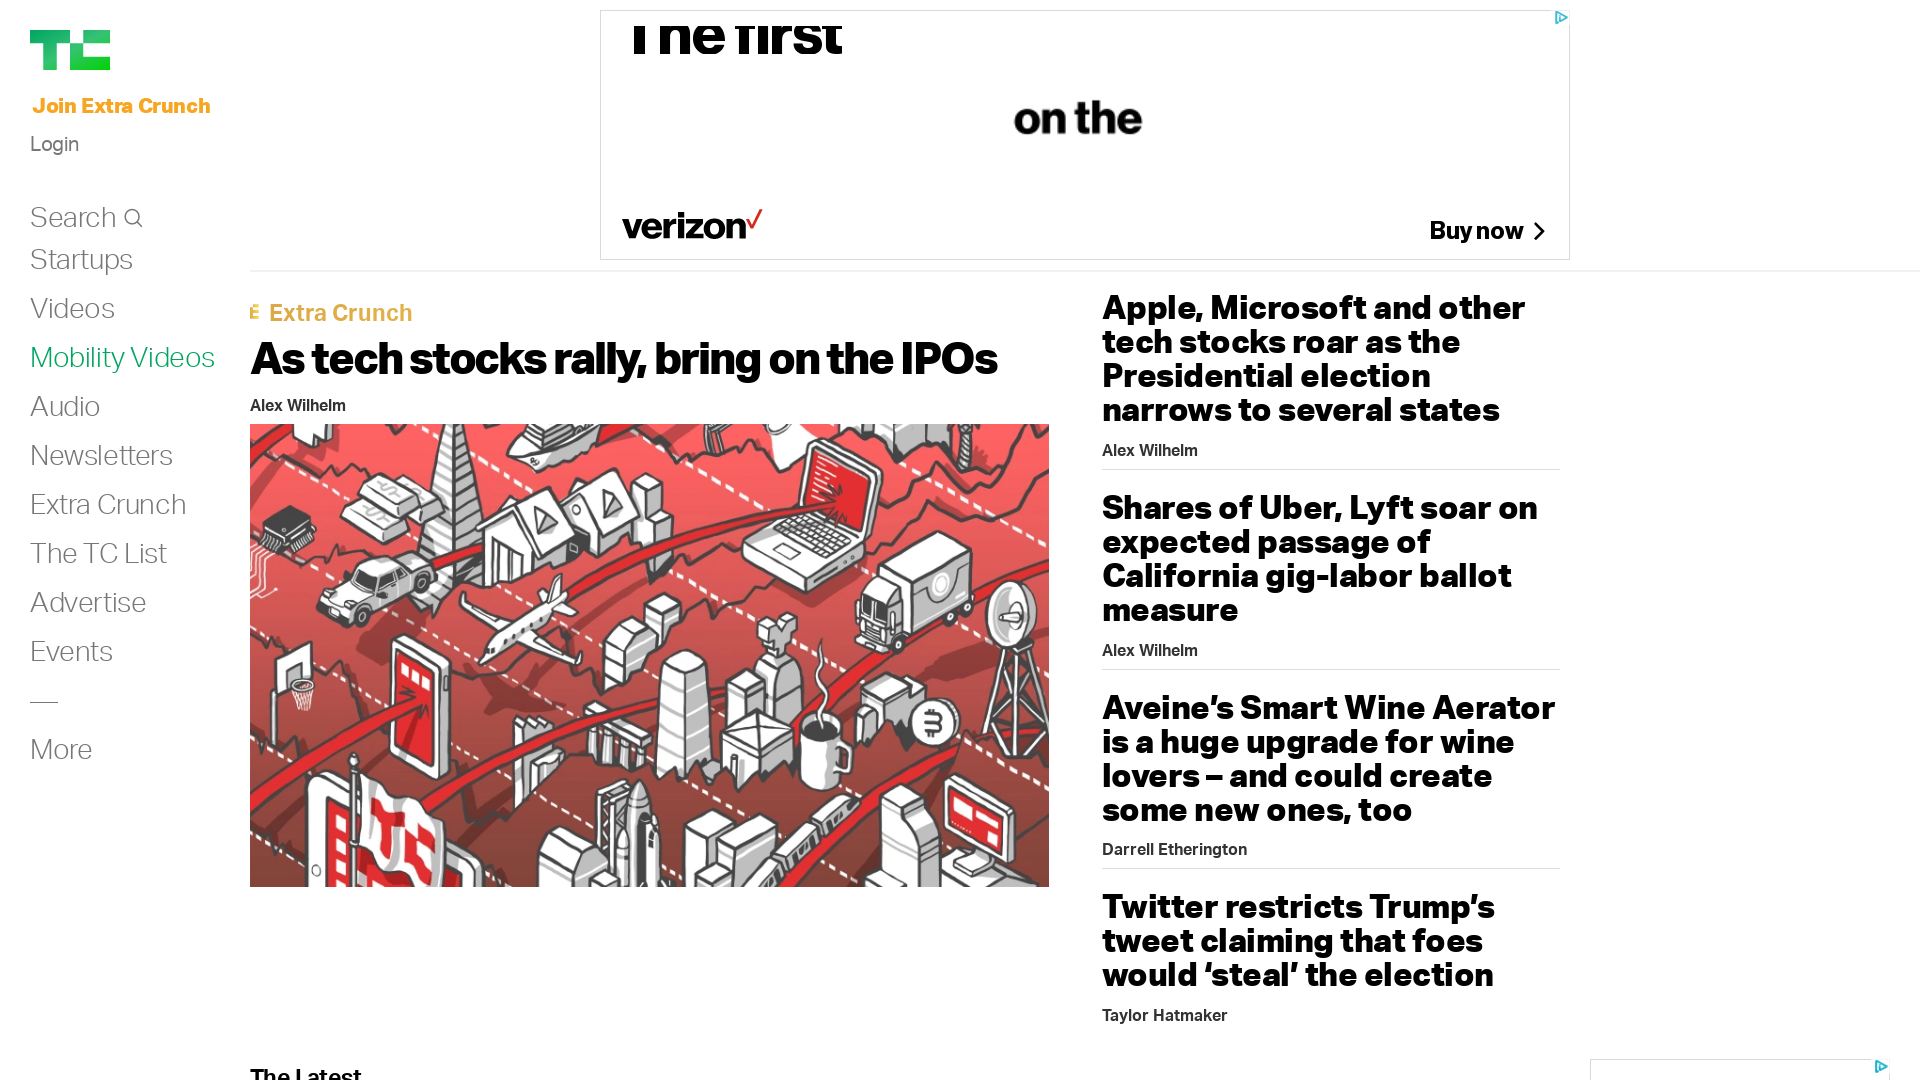 TC
Join Extra Crunch
Login
Search
Startups
Videos
Mobility Videos
Audio
Newsletters
Extra Crunch
The TC List
Advertise
Events
More
The first
on the
verizon
Buy now
Extra Crunch
As tech stocks rally, bring on the IPOs
Alex Wilhelm
Apple, Microsoft and other
tech stocks roar as the
Presidential election
narrows to several states
Alex Wilhelm
Shares of Uber, Lyft soar on
expected passage of
California gig-labor ballot
measure
Alex Wilhelm
Aveine’s Smart Wine Aerator
is a huge upgrade for wine
lovers – and could create
some new ones, too
Darrell Etherington
Twitter restricts Trump’s
tweet claiming that foes
would ‘steal’ the election
Taylor Hatmaker
The Latest